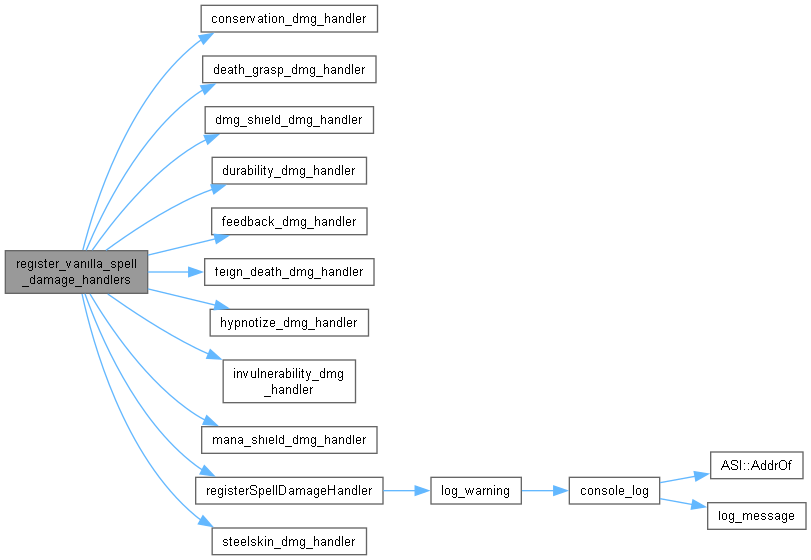 conservation_dmg_handler
death_grasp_dmg_handler
dmg_shield_dmg_handler
durability_dmg_handler
feedback_dmg_handler
register_vanilla_spell
_damage_handlers
feign_death_dmg_handler
hypnotize_dmg_handler
invulnerability_dmg
_handler
mana_shield_dmg_handler
registerSpellDamageHandler
log_warning
console_log
ASI::AddrOf
log_message
steelskin_dmg_handler